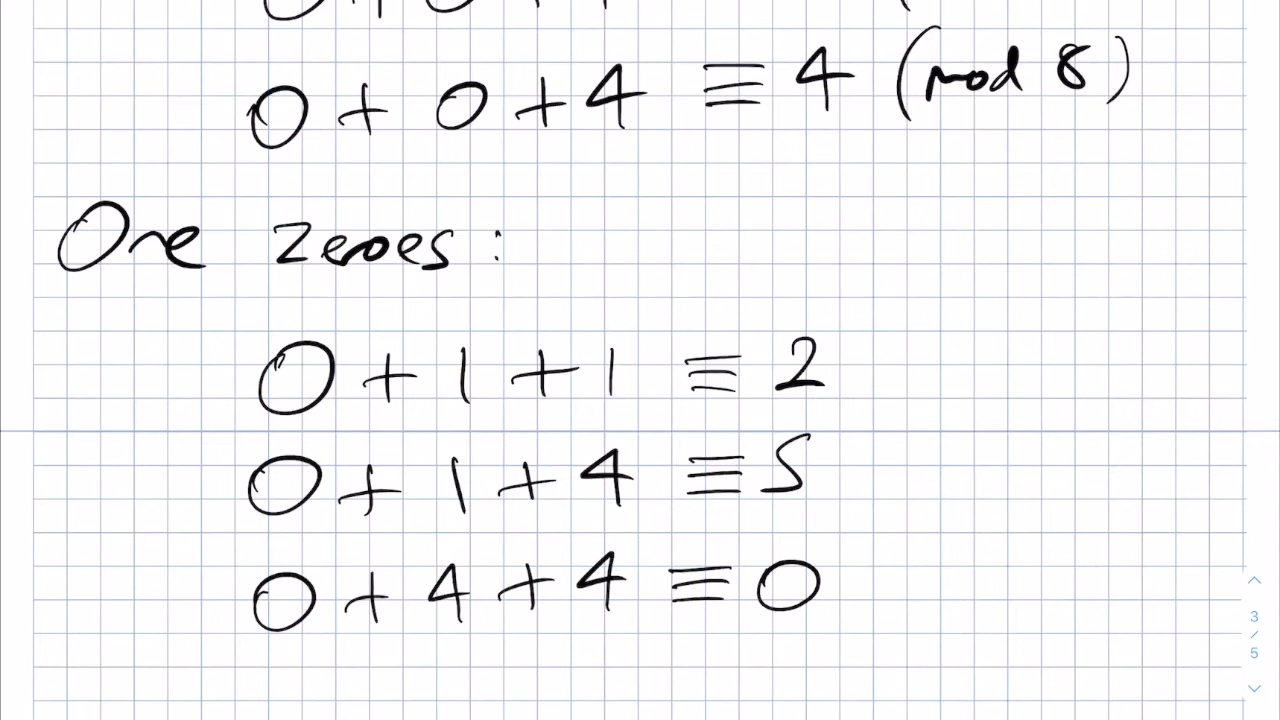 0 + 0 + 4 ≡ 4 (mod 8)
One zeroes:
0 + 1 + 1 ≡ 2
0 + 1 + 4 ≡ 5
0 + 4 + 4 ≡ 0
3
/
5